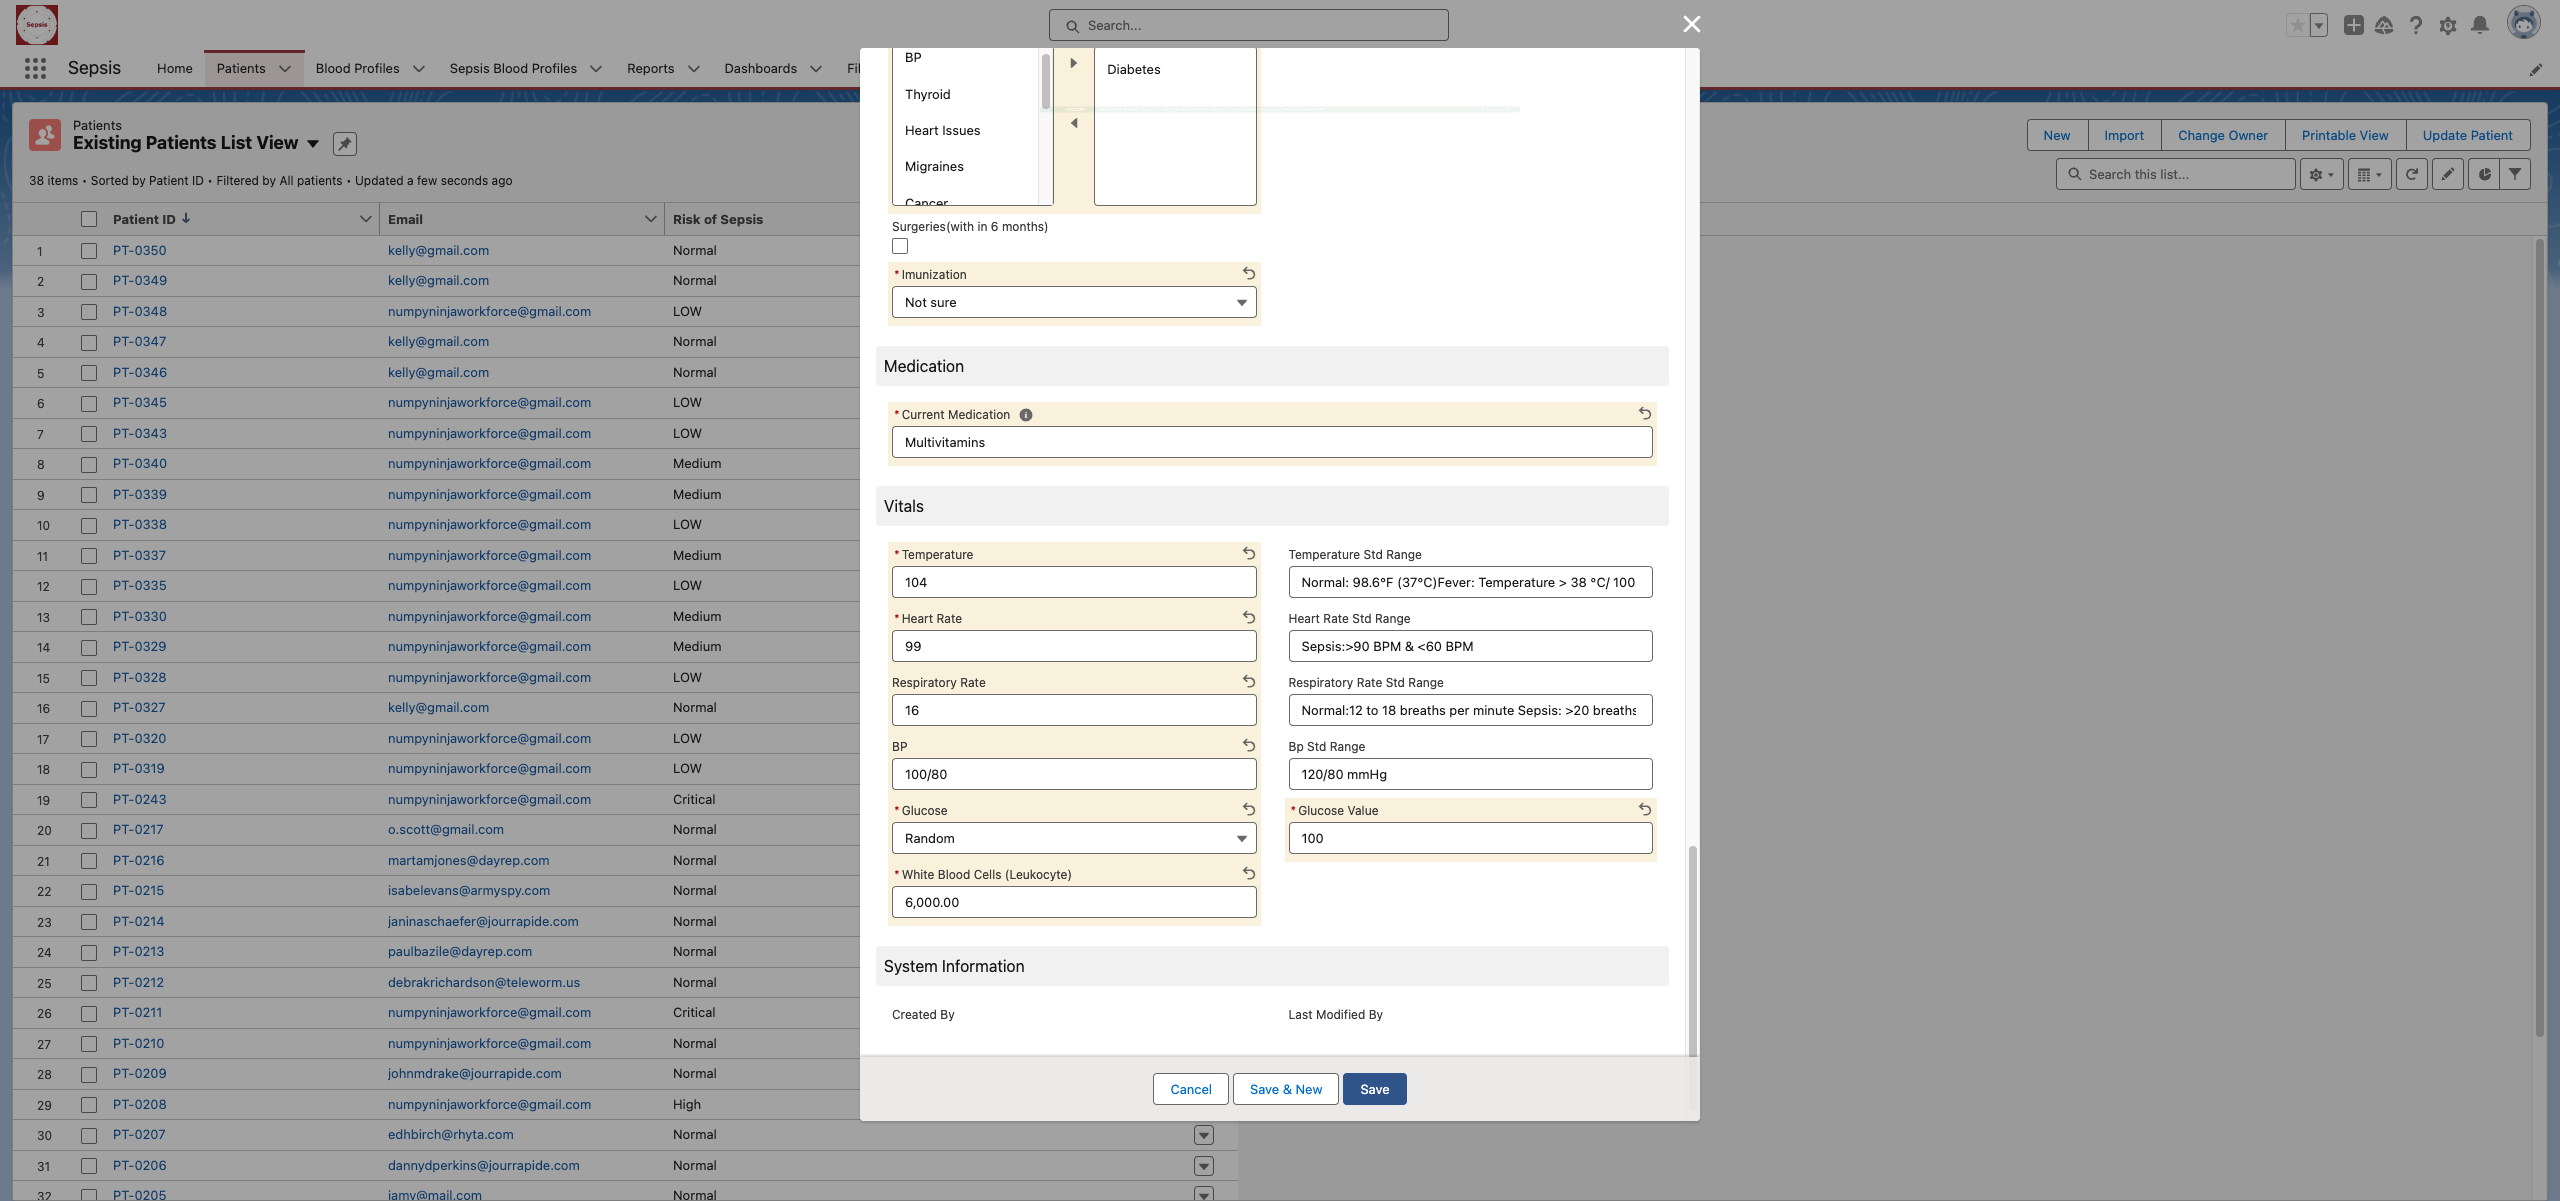 Sepsis
Search...
Sepsis
Home
Patients
Blood Profiles
Sepsis Blood Profiles
Reports
Dashboards
Patients
Existing Patients List View
38 items • Sorted by Patient ID • Filtered by All patients • Updated a few seconds ago
New
Import
Change Owner
Printable View
Update Patient
Search this list...
Patient ID Email Risk of Sepsis
1 PT-0350 kelly@gmail.com Normal
2 PT-0349 kelly@gmail.com Normal
3 PT-0348 numpyninjaworkforce@gmail.com LOW
4 PT-0347 kelly@gmail.com Normal
5 PT-0346 kelly@gmail.com Normal
6 PT-0345 numpyninjaworkforce@gmail.com LOW
7 PT-0343 numpyninjaworkforce@gmail.com LOW
8 PT-0340 numpyninjaworkforce@gmail.com Medium
9 PT-0339 numpyninjaworkforce@gmail.com Medium
10 PT-0338 numpyninjaworkforce@gmail.com LOW
11 PT-0337 numpyninjaworkforce@gmail.com Medium
12 PT-0335 numpyninjaworkforce@gmail.com LOW
13 PT-0330 numpyninjaworkforce@gmail.com Medium
14 PT-0329 numpyninjaworkforce@gmail.com Medium
15 PT-0328 numpyninjaworkforce@gmail.com LOW
16 PT-0327 kelly@gmail.com Normal
17 PT-0320 numpyninjaworkforce@gmail.com LOW
18 PT-0319 numpyninjaworkforce@gmail.com LOW
19 PT-0243 numpyninjaworkforce@gmail.com Critical
20 PT-0217 o.scott@gmail.com Normal
21 PT-0216 martamjones@dayrep.com Normal
22 PT-0215 isabelevans@armyspy.com Normal
23 PT-0214 janinaschaefer@jourrapide.com Normal
24 PT-0213 paulbazile@dayrep.com Normal
25 PT-0212 debrakrichardson@teleworm.us Normal
26 PT-0211 numpyninjaworkforce@gmail.com Critical
27 PT-0210 numpyninjaworkforce@gmail.com Normal
28 PT-0209 johnmdrake@jourrapide.com Normal
29 PT-0208 numpyninjaworkforce@gmail.com High
30 PT-0207 edhbirch@rhyta.com Normal
31 PT-0206 dannydperkins@jourrapide.com Normal
32 PT-0205 jamy@mail.com Normal
BP
Thyroid
Heart Issues
Migraines
Cancer
Diabetes
Surgeries(with in 6 months)
* Imunization
Not sure
Medication
* Current Medication
Multivitamins
Vitals
* Temperature
104
Temperature Std Range
Normal: 98.6°F (37°C)Fever: Temperature > 38 °C/ 100
* Heart Rate
99
Heart Rate Std Range
Sepsis:>90 BPM & <60 BPM
Respiratory Rate
16
Respiratory Rate Std Range
Normal:12 to 18 breaths per minute Sepsis: >20 breaths
BP
100/80
Bp Std Range
120/80 mmHg
* Glucose
Random
* Glucose Value
100
* White Blood Cells (Leukocyte)
6,000.00
System Information
Created By
Last Modified By
Cancel
Save & New
Save